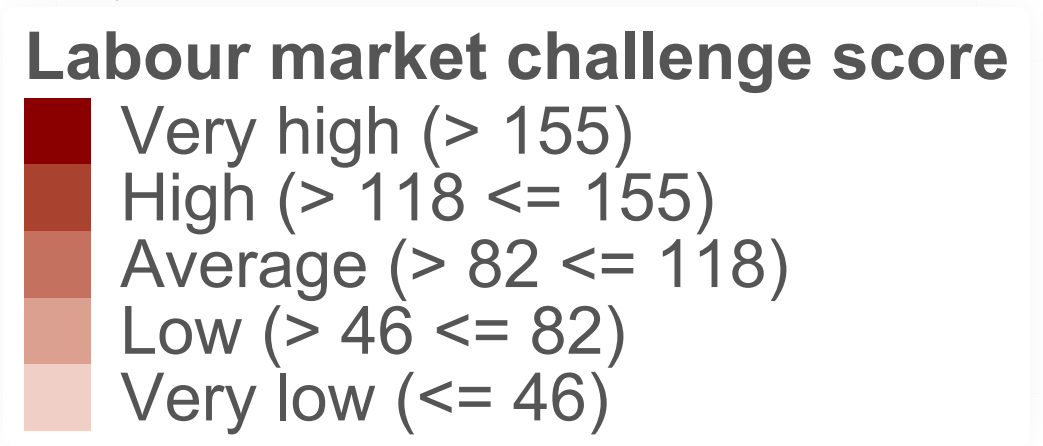 Labour market challenge score
Very high (> 155)
High (> 118 <= 155)
Average (> 82 <= 118)
Low (> 46 <= 82)
Very low (<= 46)